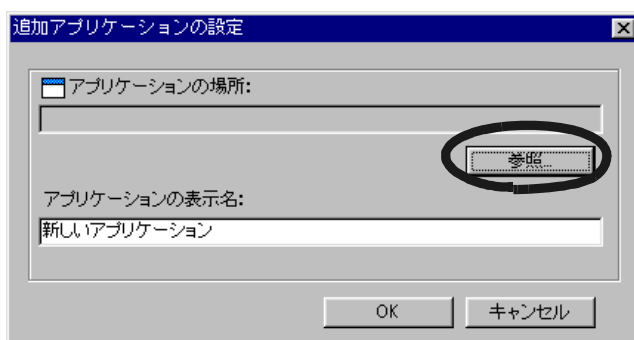 追加アプリケーションの設定
アプリケーションの場所:
参照...
アプリケーションの表示名:
新しいアプリケーション
OK キャンセル